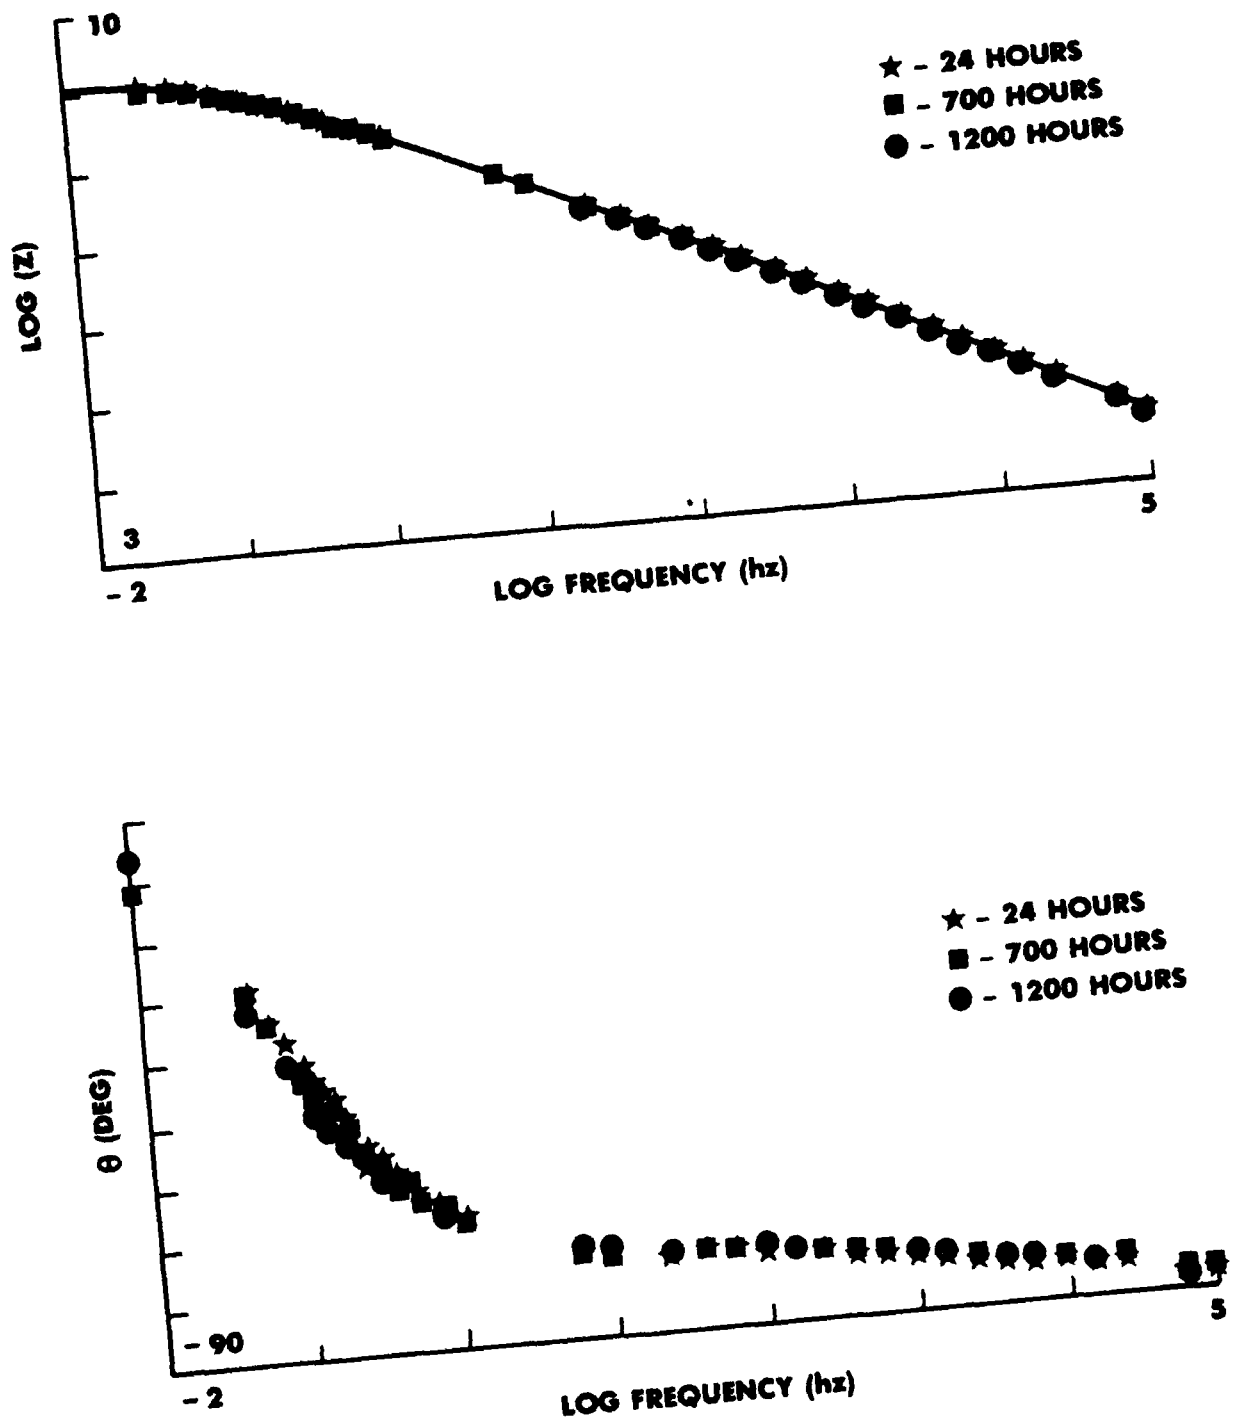 10
★ – 24 HOURS
■ – 700 HOURS
● – 1200 HOURS
LOG (Z)
3
5
– 2
LOG FREQUENCY (hz)
★ – 24 HOURS
■ – 700 HOURS
● – 1200 HOURS
θ (DEG)
– 90
5
– 2
LOG FREQUENCY (hz)